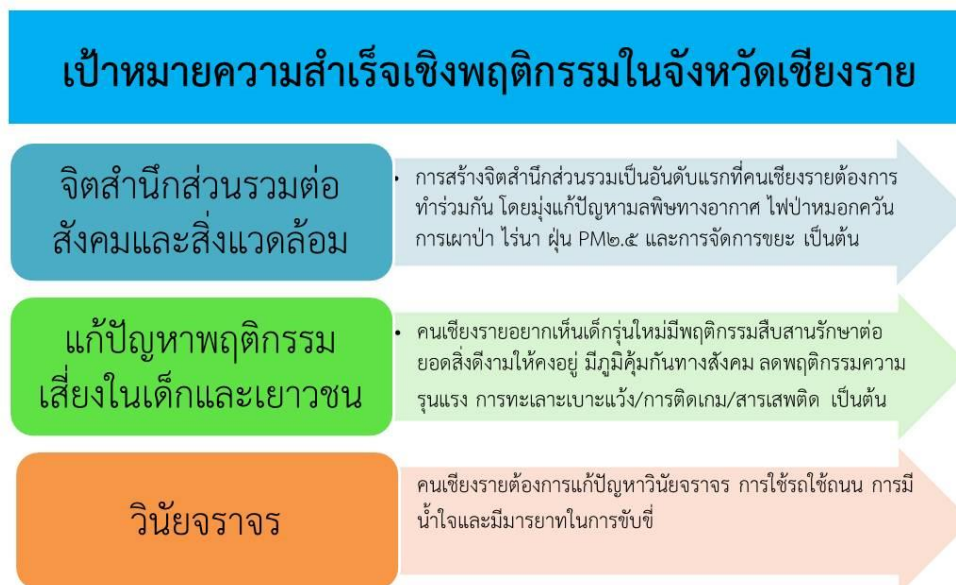 เป้าหมายความสำเร็จเชิงพฤติกรรมในจังหวัดเชียงราย
จิตสำนึกส่วนรวมต่อ
สังคมและสิ่งแวดล้อม
• การสร้างจิตสำนึกส่วนรวมเป็นอันดับแรกที่คนเชียงรายต้องการ
ทำร่วมกัน โดยมุ่งแก้ปัญหามลพิษทางอากาศ ไฟป่าหมอกควัน
การเผาป่า ไร่นา ฝุ่น PM๒.๕ และการจัดการขยะ เป็นต้น
แก้ปัญหาพฤติกรรม
เสี่ยงในเด็กและเยาวชน
• คนเชียงรายอยากเห็นเด็กรุ่นใหม่มีพฤติกรรมสืบสานรักษาต่อ
ยอดสิ่งดีงามให้คงอยู่ มีภูมิคุ้มกันทางสังคม ลดพฤติกรรมความ
รุนแรง การทะเลาะเบาะแว้ง/การติดเกม/สารเสพติด เป็นต้น
วินัยจราจร
คนเชียงรายต้องการแก้ปัญหาวินัยจราจร การใช้รถใช้ถนน การมี
น้ำใจและมีมารยาทในการขับขี่